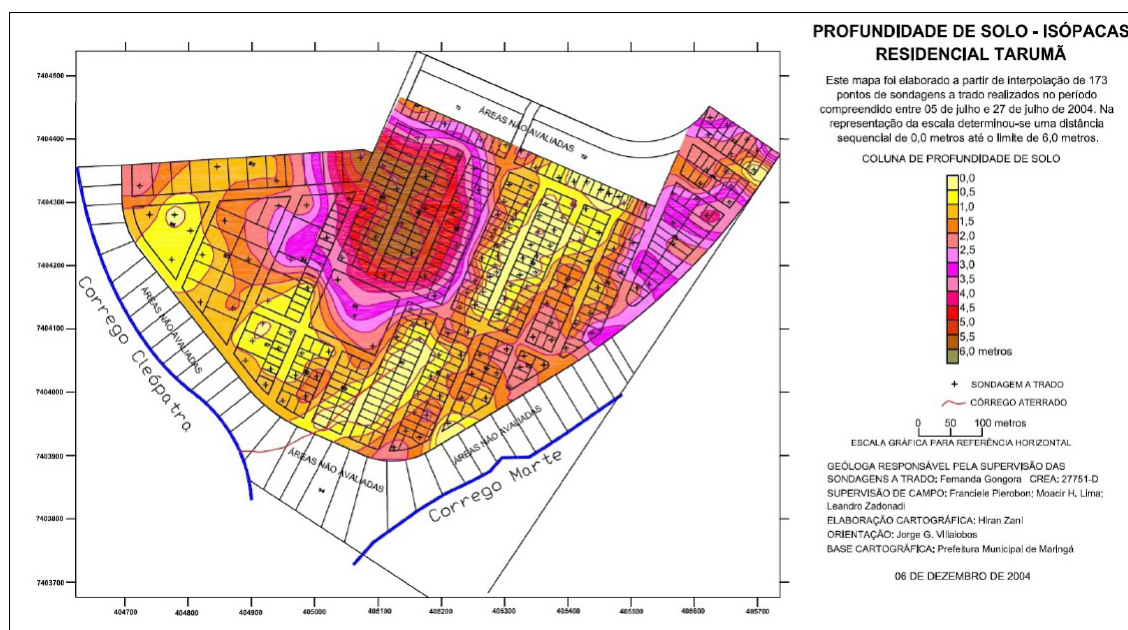 PROFUNDIDADE DE SOLO - ISÓPACAS
RESIDENCIAL TARUMÃ
Este mapa foi elaborado a partir de interpolação de 173
pontos de sondagens a trado realizados no período
compreendido entre 05 de julho e 27 de julho de 2004. Na
representação da escala determinou-se uma distância
sequencial de 0,0 metros até o limite de 6,0 metros.
COLUNA DE PROFUNDIDADE DE SOLO
0,0
0,5
1,0
1,5
2,0
2,5
3,0
3,5
4,0
4,5
5,0
5,5
6,0 metros
SONDAGEM A TRADO
CÓRREGO ATERRADO
0 50 100 metros
ESCALA GRÁFICA PARA REFERÊNCIA HORIZONTAL
GEÓLOGA RESPONSÁVEL PELA SUPERVISÃO DAS
SONDAGENS A TRADO: Fernanda Gongora CREA: 27751-D
SUPERVISÃO DE CAMPO: Franciele Pierobon; Moacir H. Lima;
Leandro Zadonadi
ELABORAÇÃO CARTOGRÁFICA: Hiran Zani
ORIENTAÇÃO: Jorge G. Villalobos
BASE CARTOGRÁFICA: Prefeitura Municipal de Maringá
06 DE DEZEMBRO DE 2004
7404500
7404400
7404300
7404200
7404100
7404000
7403900
7403800
7403700
404700 404800 404900 405000 405100 405200 405300 405400 405500 405600 405700
ÁREAS NÃO AVALIADAS
ÁREAS NÃO AVALIADAS
ÁREAS NÃO AVALIADAS
ÁREAS NÃO AVALIADAS
Corrego Cleópatra
Corrego Marte